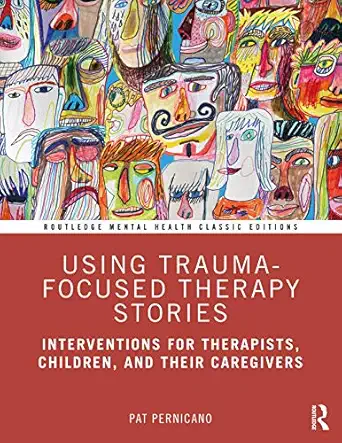 ROUTLEDGE MENTAL HEALTH CLASSIC EDITIONS
USING TRAUMA-
FOCUSED THERAPY
STORIES
INTERVENTIONS FOR THERAPISTS,
CHILDREN, AND THEIR CAREGIVERS
PAT PERNICANO
ROUTLEDGE